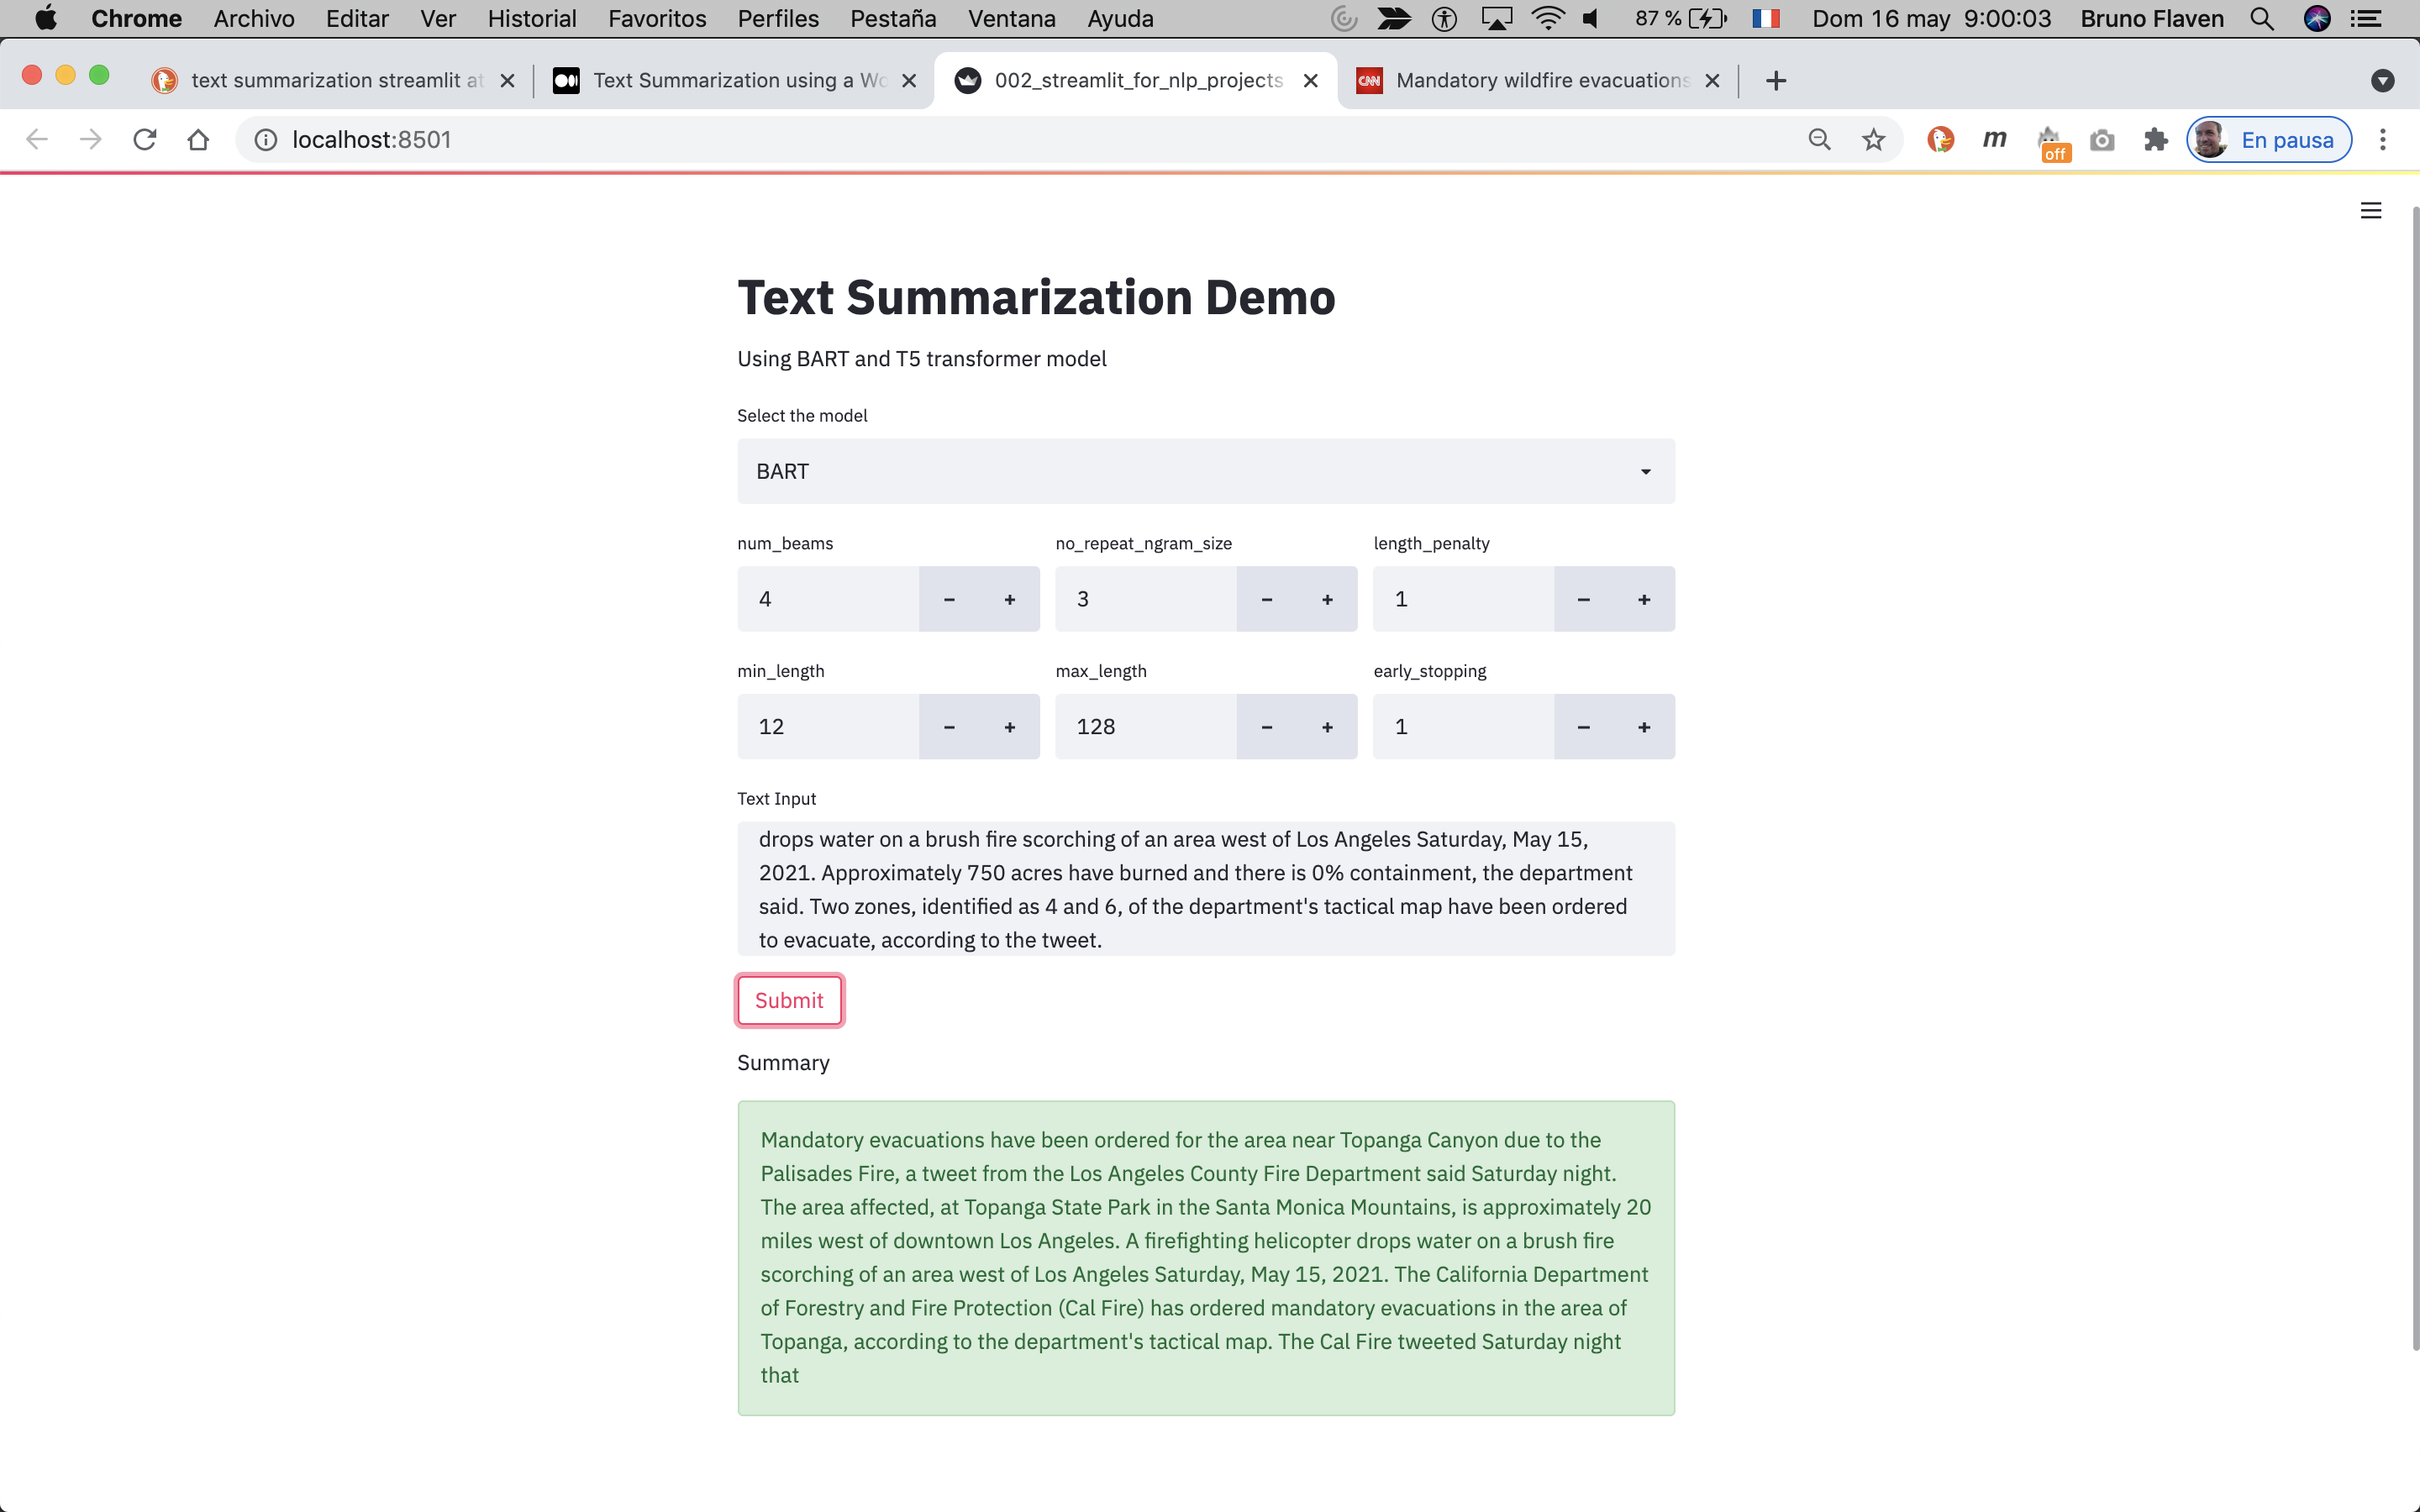 Chrome Archivo Editar Ver Historial Favoritos Perfiles Pestaña Ventana Ayuda 87 % Dom 16 may 9:00:03 Bruno Flaven
text summarization streamlit at Text Summarization using a Wo 002_streamlit_for_nlp_projects CNN Mandatory wildfire evacuations
localhost:8501 m off En pausa
Text Summarization Demo
Using BART and T5 transformer model
Select the model
BART
num_beams no_repeat_ngram_size length_penalty
4 − + 3 − + 1 − +
min_length max_length early_stopping
12 − + 128 − + 1 − +
Text Input
drops water on a brush fire scorching of an area west of Los Angeles Saturday, May 15,
2021. Approximately 750 acres have burned and there is 0% containment, the department
said. Two zones, identified as 4 and 6, of the department's tactical map have been ordered
to evacuate, according to the tweet.
Submit
Summary
Mandatory evacuations have been ordered for the area near Topanga Canyon due to the
Palisades Fire, a tweet from the Los Angeles County Fire Department said Saturday night.
The area affected, at Topanga State Park in the Santa Monica Mountains, is approximately 20
miles west of downtown Los Angeles. A firefighting helicopter drops water on a brush fire
scorching of an area west of Los Angeles Saturday, May 15, 2021. The California Department
of Forestry and Fire Protection (Cal Fire) has ordered mandatory evacuations in the area of
Topanga, according to the department's tactical map. The Cal Fire tweeted Saturday night
that